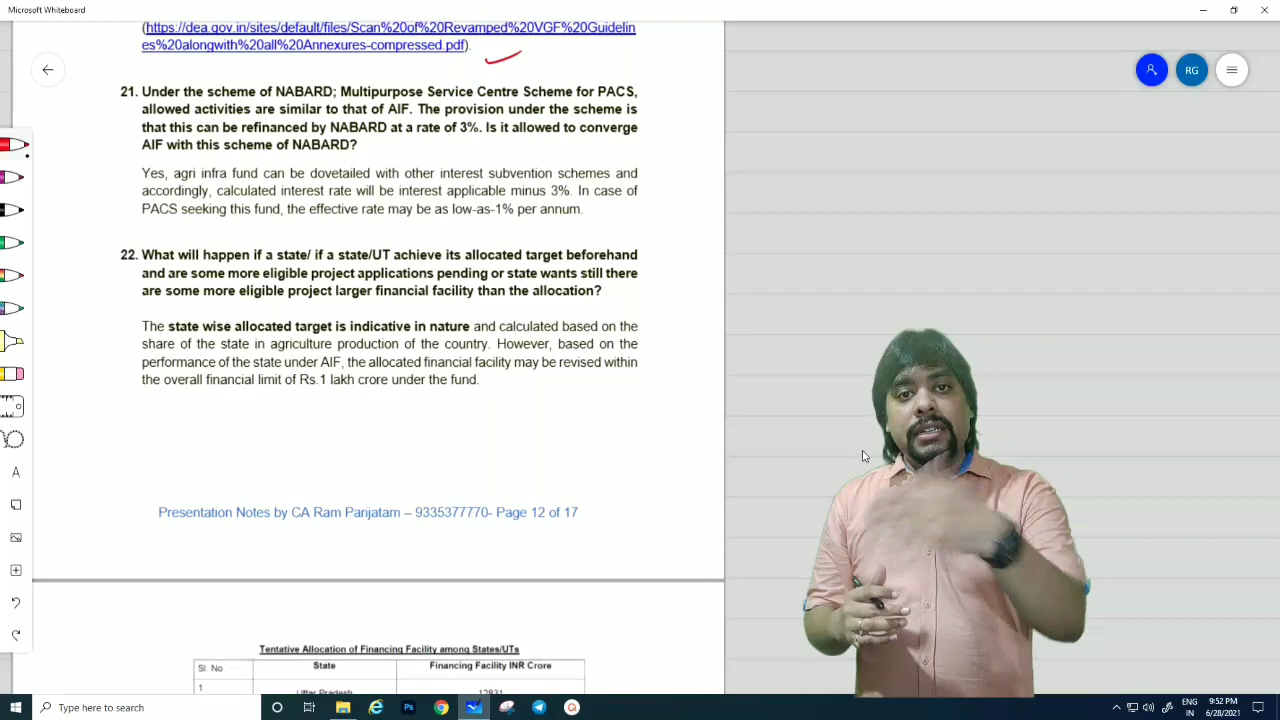 Microsoft Whiteboard
(https://dea.gov.in/sites/default/files/Scan%20of%20Revamped%20VGF%20Guidelin
es%20alongwith%20all%20Annexures-compressed.pdf).
RG
21. Under the scheme of NABARD; Multipurpose Service Centre Scheme for PACS,
allowed activities are similar to that of AIF. The provision under the scheme is
that this can be refinanced by NABARD at a rate of 3%. Is it allowed to converge
AIF with this scheme of NABARD?
Yes, agri infra fund can be dovetailed with other interest subvention schemes and
accordingly, calculated interest rate will be interest applicable minus 3%. In case of
PACS seeking this fund, the effective rate may be as low-as-1% per annum.
22. What will happen if a state/ if a state/UT achieve its allocated target beforehand
and are some more eligible project applications pending or state wants still there
are some more eligible project larger financial facility than the allocation?
The state wise allocated target is indicative in nature and calculated based on the
share of the state in agriculture production of the country. However, based on the
performance of the state under AIF, the allocated financial facility may be revised within
the overall financial limit of Rs.1 lakh crore under the fund.
Presentation Notes by CA Ram Parijatam – 9335377770- Page 12 of 17
Tentative Allocation of Financing Facility among States/UTs
Sl. No State Financing Facility INR Crore
1 Uttar Pradesh 12831
Type here to search
ENG
IN
9:52 PM
6/28/2021